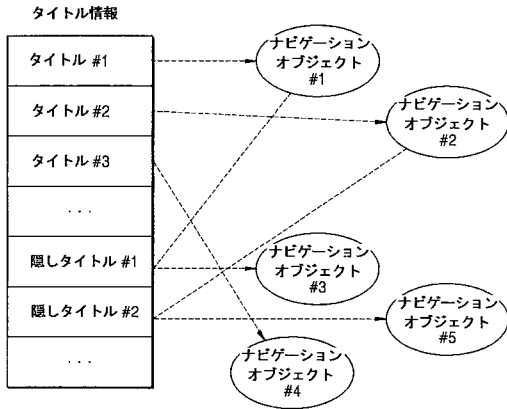 タイトル情報
タイトル #1
タイトル #2
タイトル #3
...
隠しタイトル #1
隠しタイトル #2
...
ナビゲーション
オブジェクト
#1
ナビゲーション
オブジェクト
#2
ナビゲーション
オブジェクト
#3
ナビゲーション
オブジェクト
#5
ナビゲーション
オブジェクト
#4